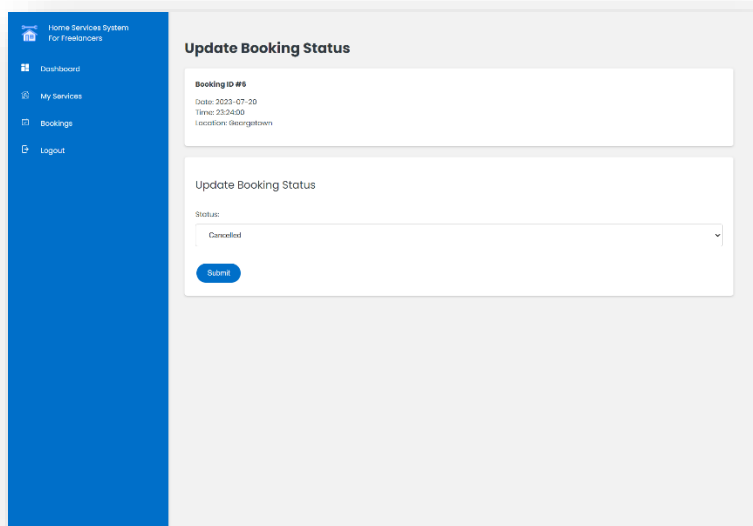 Home Services System
For Freelancers
Dashboard
My Services
Bookings
Logout
Update Booking Status
Booking ID #6
Date: 2023-07-20
Time: 23:24:00
Location: Georgetown
Update Booking Status
Status:
Cancelled
Submit